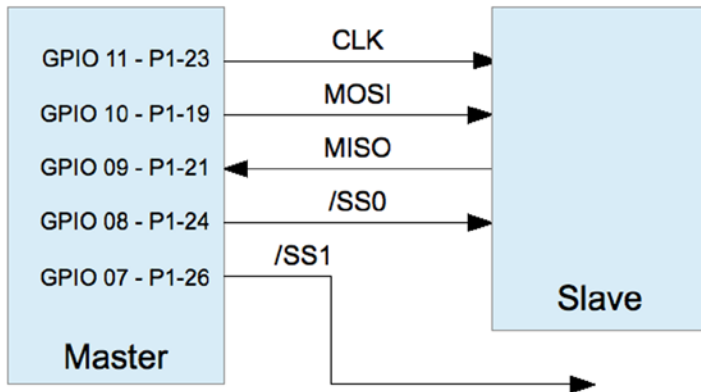 GPIO 11 - P1-23
CLK
GPIO 10 - P1-19
MOSI
GPIO 09 - P1-21
MISO
GPIO 08 - P1-24
/SS0
GPIO 07 - P1-26
/SS1
Master
Slave